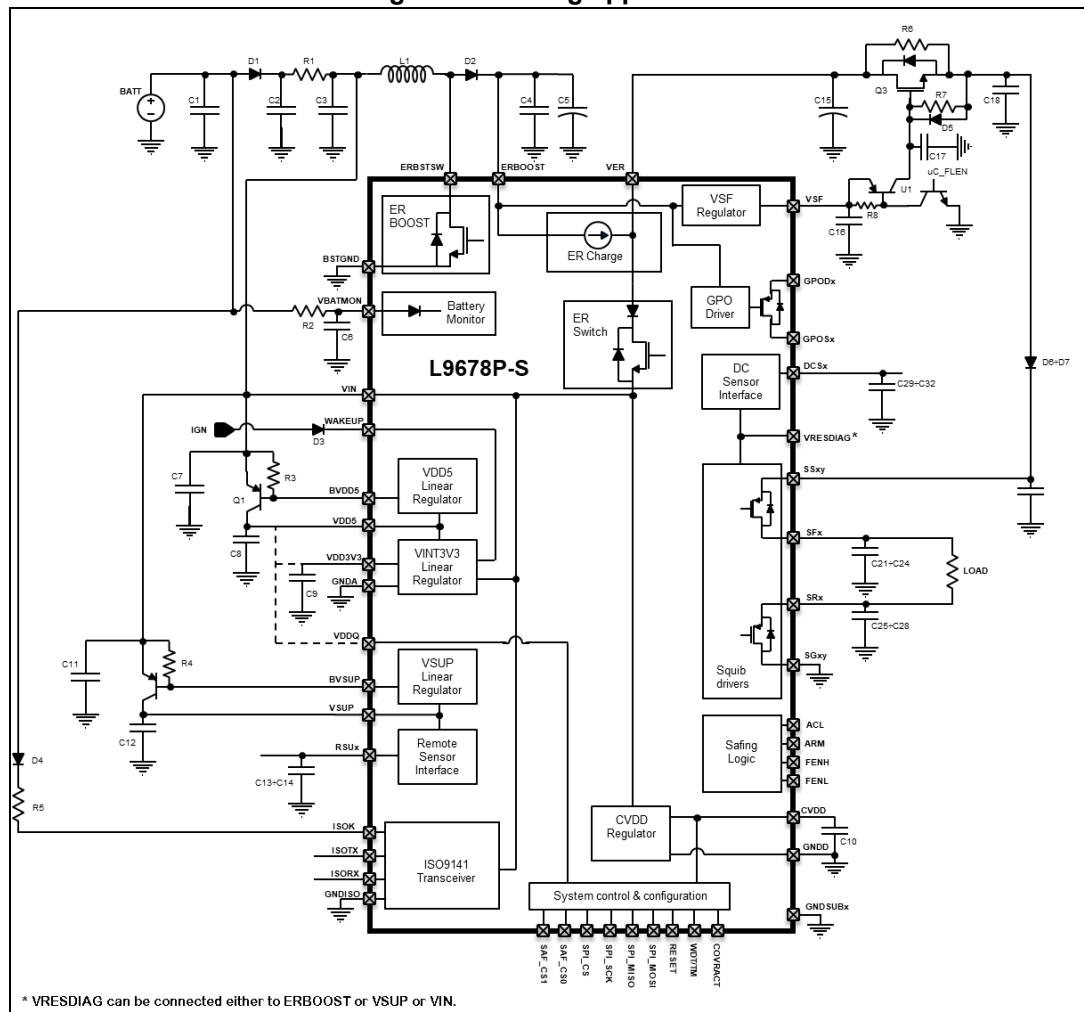 BATT
C1
D1
C2
R1
C3
L1
D2
C4
C5
C15
R6
Q3
R7
D5
C18
C17
uC_FLEN
U1
R8
C16
ERBSTSW
ERBOOST
VER
ER
BOOST
BSTGND
ER Charge
VSF
Regulator
VSF
GPO
Driver
GPODx
GPOSx
VBATMON
R2
C6
Battery
Monitor
ER
Switch
L9678P-S
DC
Sensor
Interface
DCSx
C29÷C32
D6÷D7
VIN
IGN
D3
WAKEUP
VRESDIAG *
C7
R3
Q1
BVDD5
VDD5
Linear
Regulator
VDD5
C8
VDD3V3
VINT3V3
Linear
Regulator
GNDA
C9
VDDQ
SSxy
SFx
C21÷C24
LOAD
SRx
C25÷C28
SGxy
Squib
drivers
C11
R4
BVSUP
VSUP
Linear
Regulator
VSUP
C12
RSUx
Remote
Sensor
Interface
C13÷C14
Safing
Logic
ACL
ARM
FENH
FENL
D4
R5
ISOK
ISOTX
ISORX
GNDISO
ISO9141
Transceiver
CVDD
Regulator
CVDD
C10
GNDD
System control & configuration
GNDSUBx
SAF_CS1
SAF_CS0
SPI_CS
SPI_SCK
SPI_MISO
SPI_MOSI
RESET
WDT/TM
COVRACT
* VRESDIAG can be connected either to ERBOOST or VSUP or VIN.